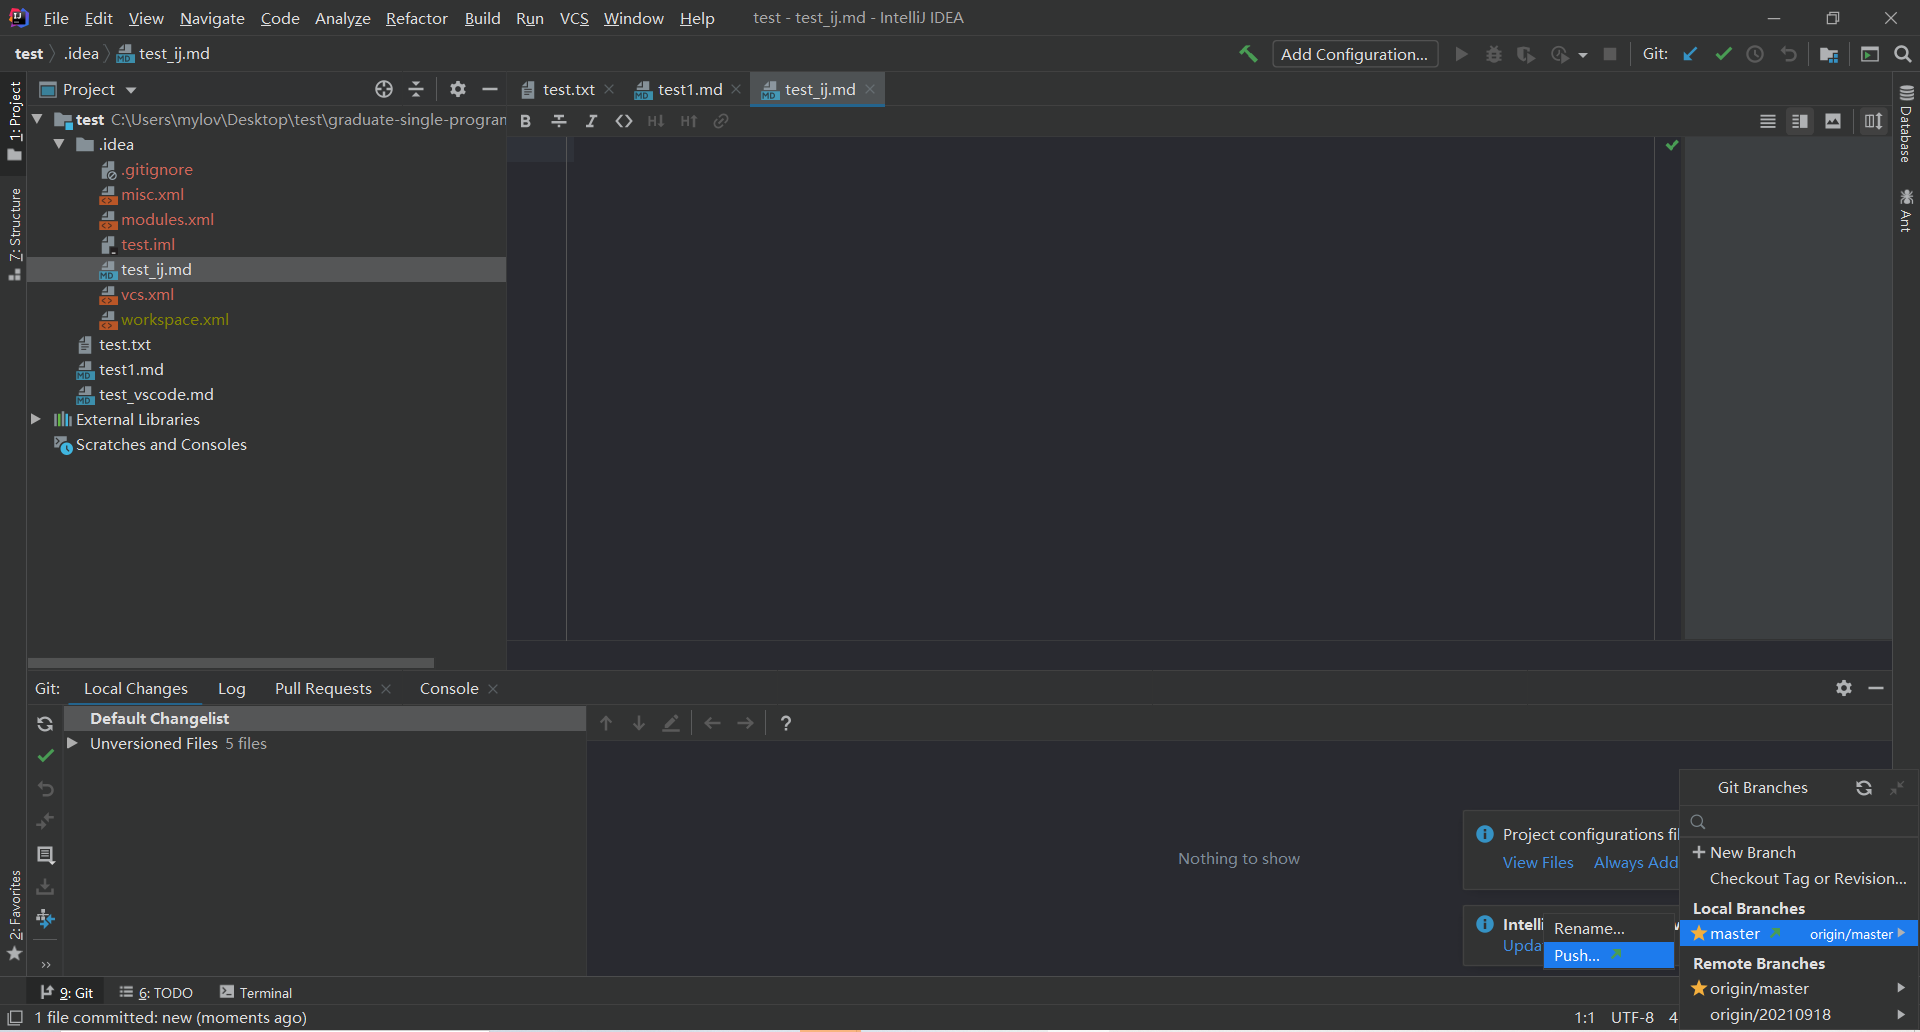 File Edit View Navigate Code Analyze Refactor Build Run VCS Window Help test - test_ij.md - IntelliJ IDEA
test .idea test_ij.md Add Configuration... Git:
1: Project
7: Structure
2: Favorites
Project
test C:\Users\mylov\Desktop\test\graduate-single-program
.idea
.gitignore
misc.xml
modules.xml
test.iml
test_ij.md
vcs.xml
workspace.xml
test.txt
test1.md
test_vscode.md
External Libraries
Scratches and Consoles
test.txt test1.md test_ij.md
B I <> H↓ H↑
Database
Ant
Git: Local Changes Log Pull Requests Console
Default Changelist
Unversioned Files 5 files
?
Nothing to show
Project configurations fi
View Files Always Add
Intelli
Upda
Rename...
Push...
Git Branches
+ New Branch
Checkout Tag or Revision...
Local Branches
master origin/master
Remote Branches
origin/master
origin/20210918
9: Git 6: TODO Terminal
1 file committed: new (moments ago) 1:1 UTF-8 4